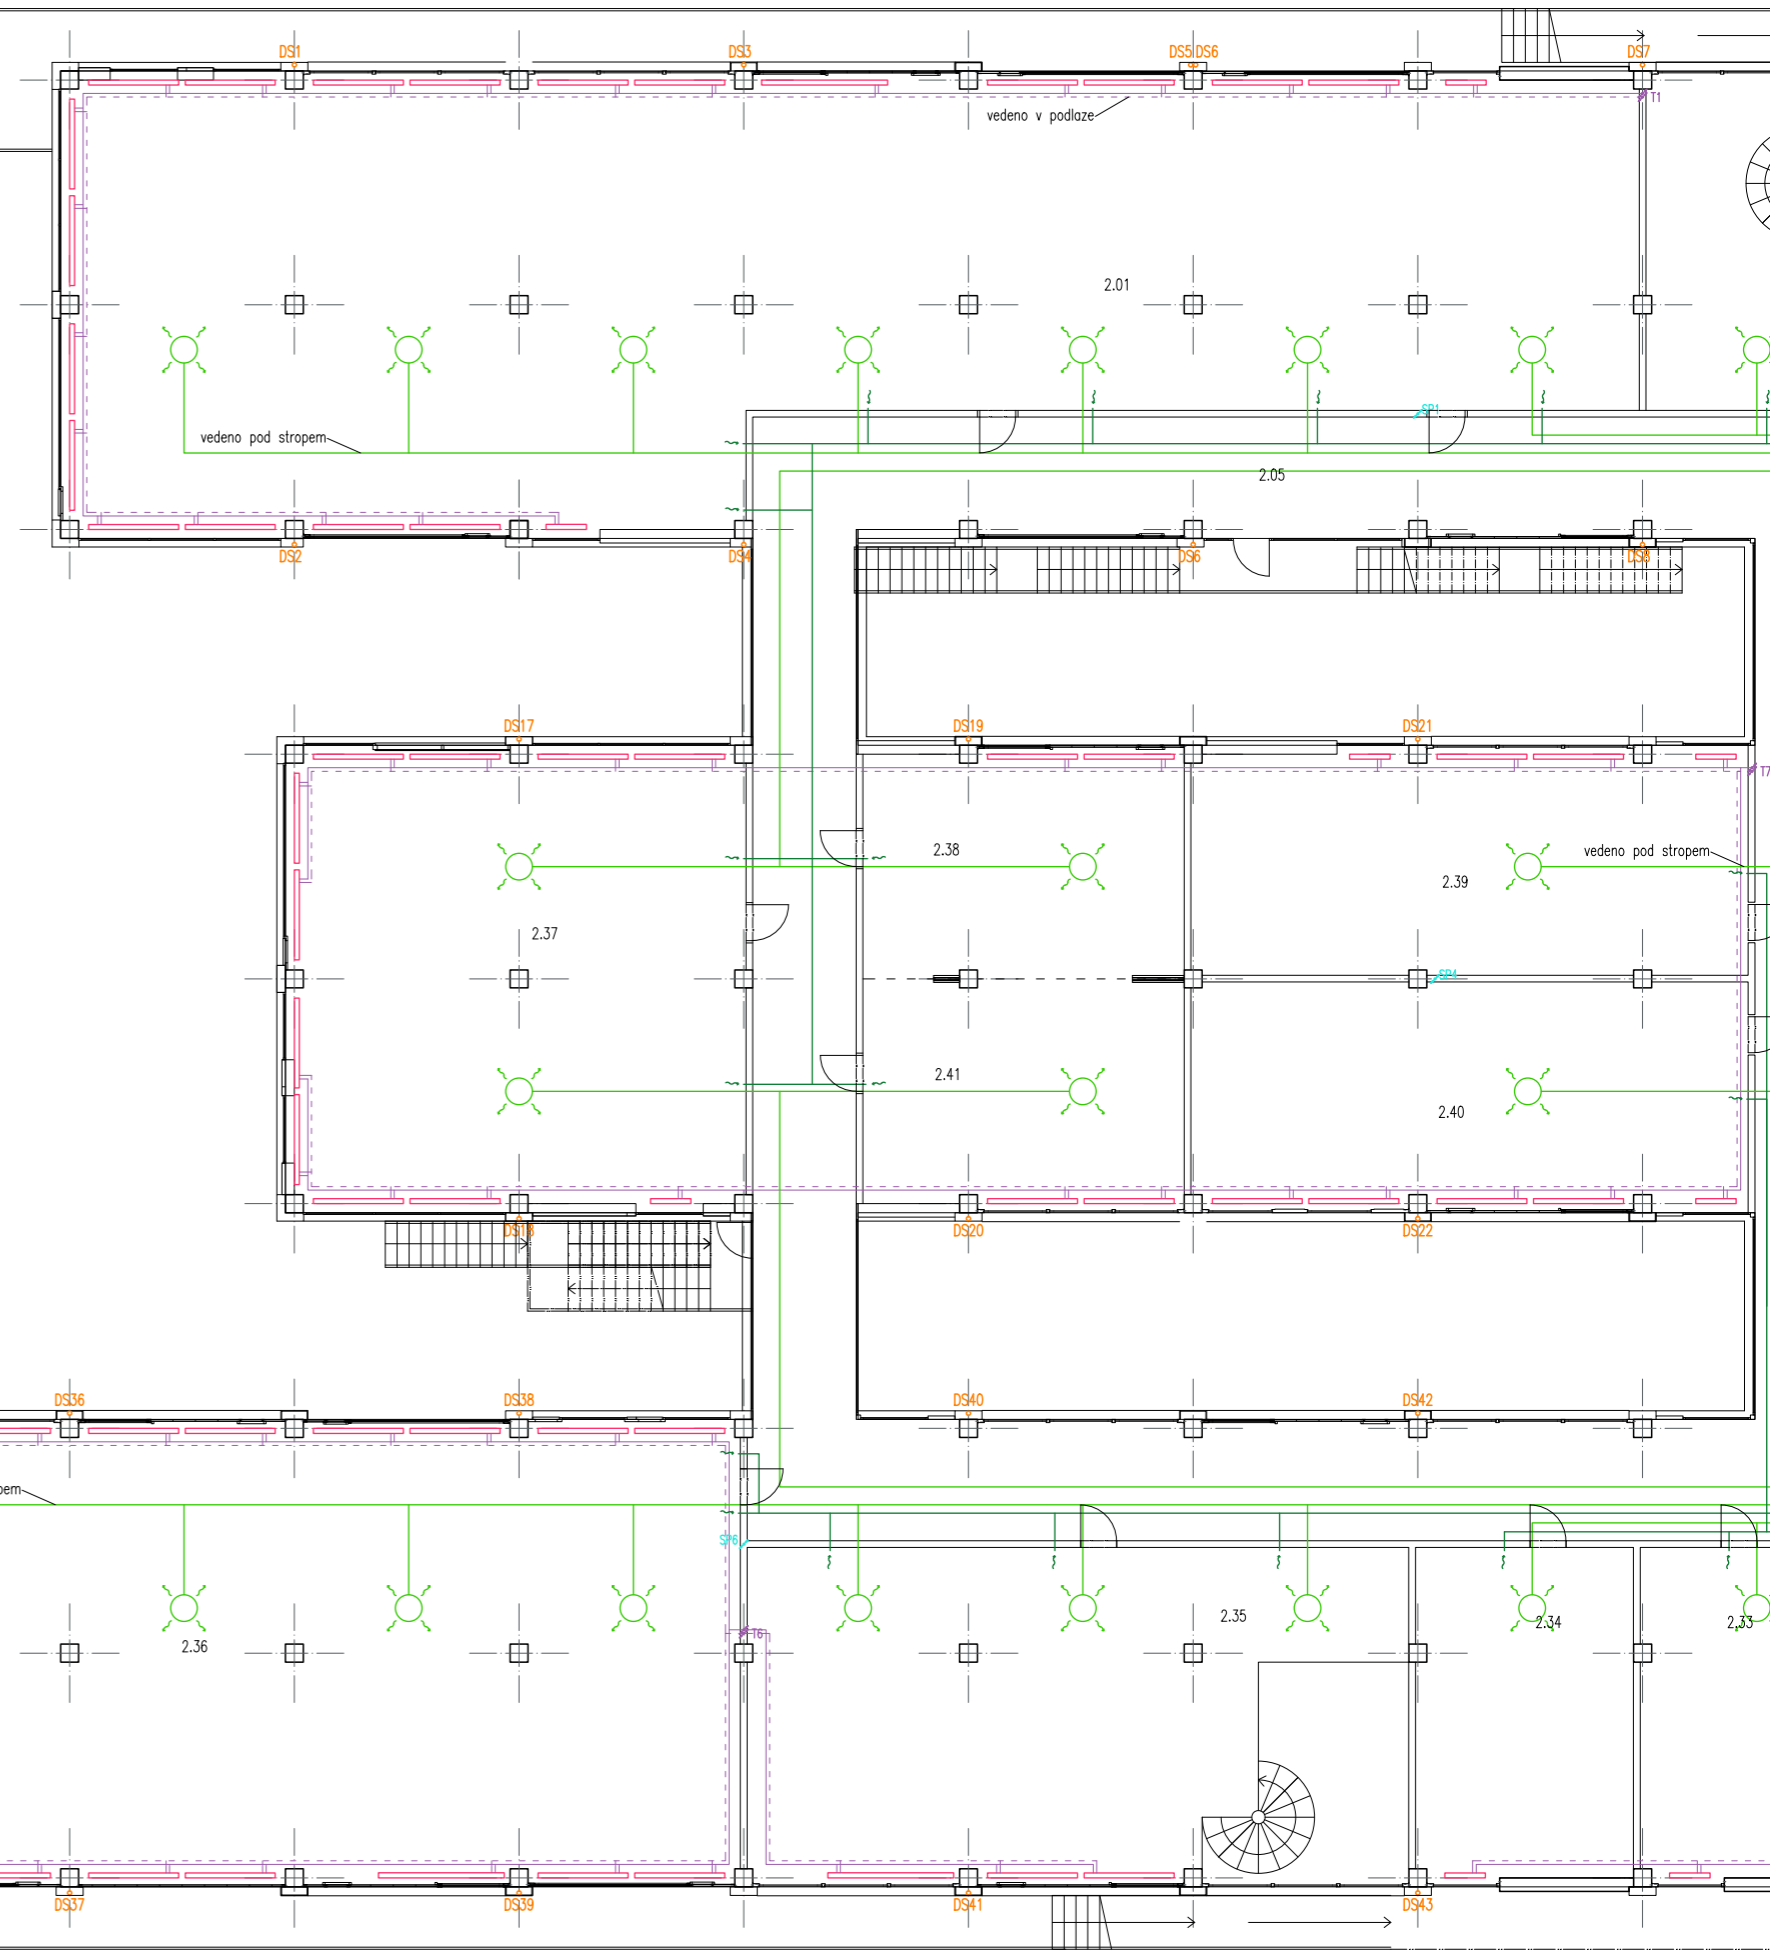 DS1
DS3
DS5
DS6
DS7
vedeno v podlaze
T1
2.01
SP1
vedeno pod stropem
2.05
DS2
DS4
DS6
DS8
DS17
DS19
DS21
T7
2.38
vedeno pod stropem
2.39
2.37
SP4
2.41
2.40
DS18
DS20
DS22
DS36
DS38
DS40
DS42
SP6
2.36
T6
2.35
2.34
2.33
DS37
DS39
DS41
DS43